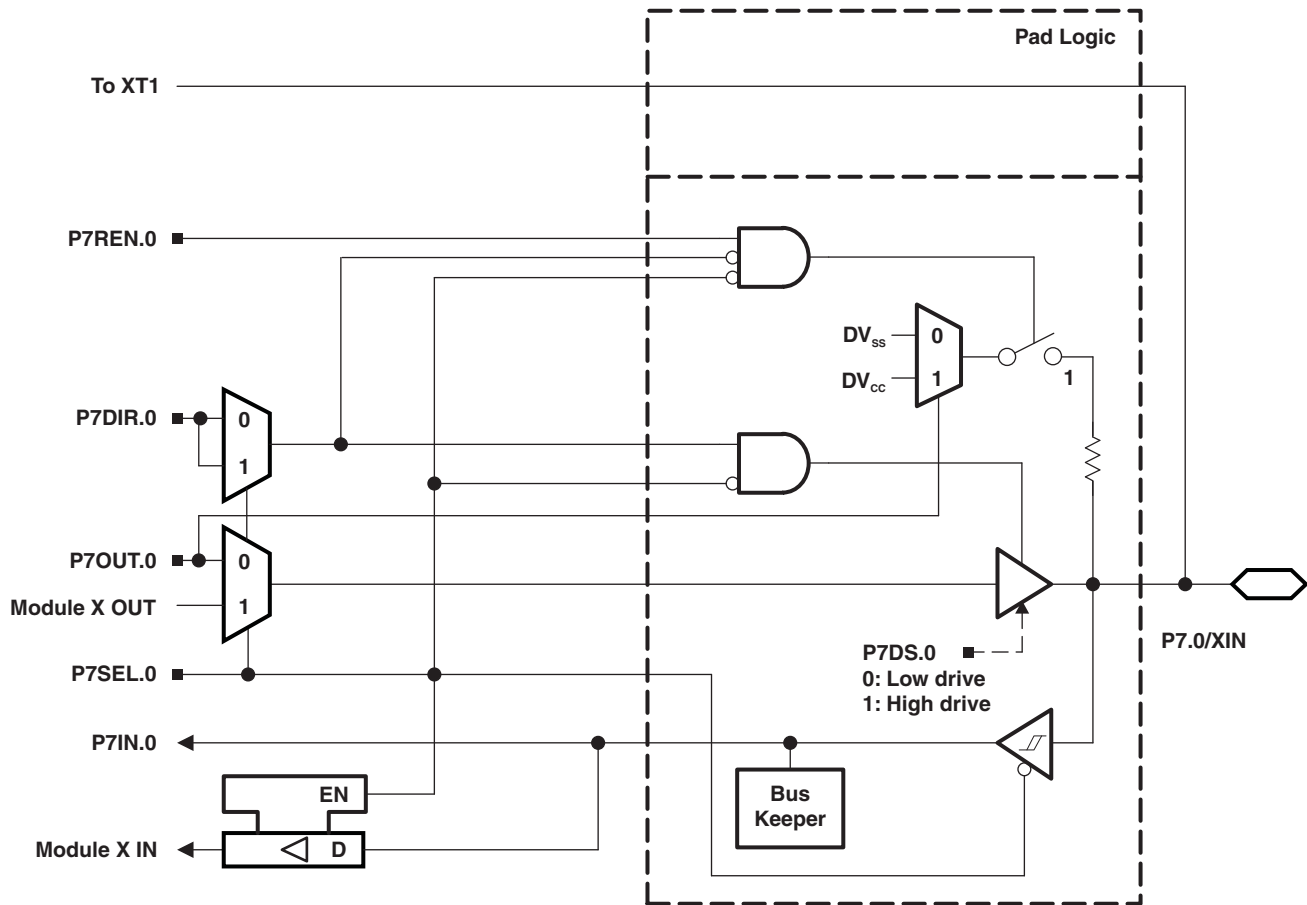 Pad Logic
To XT1
P7REN.0
DVSS
0
DVCC
1
1
P7DIR.0
0
1
P7OUT.0
0
Module X OUT
1
P7DS.0
0: Low drive
1: High drive
P7.0/XIN
P7SEL.0
P7IN.0
EN
Bus
Keeper
Module X IN
D